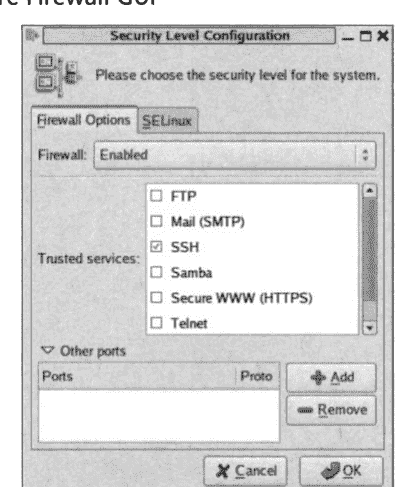 Firewall GUI
Security Level Configuration
Please choose the security level for the system.
Firewall Options
SELinux
Firewall: Enabled
FTP
Mail (SMTP)
SSH
Trusted services:
Samba
Secure WWW (HTTPS)
Telnet
Other ports
Ports Proto
Add
Remove
Cancel
OK